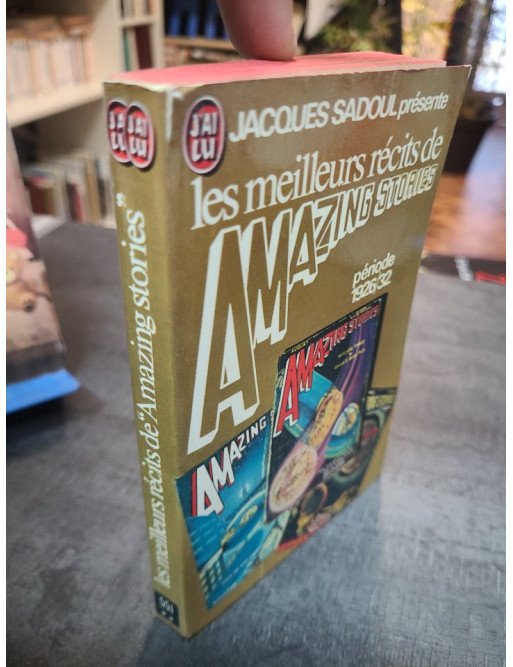 J'AI
LU
JACQUES SADOUL présente
les meilleurs récits de
AMAZING STORIES
période
1926/32
AMAZING STORIES
AMAZING
J'AI
LU
les meilleurs récits de "Amazing stories"
551
**